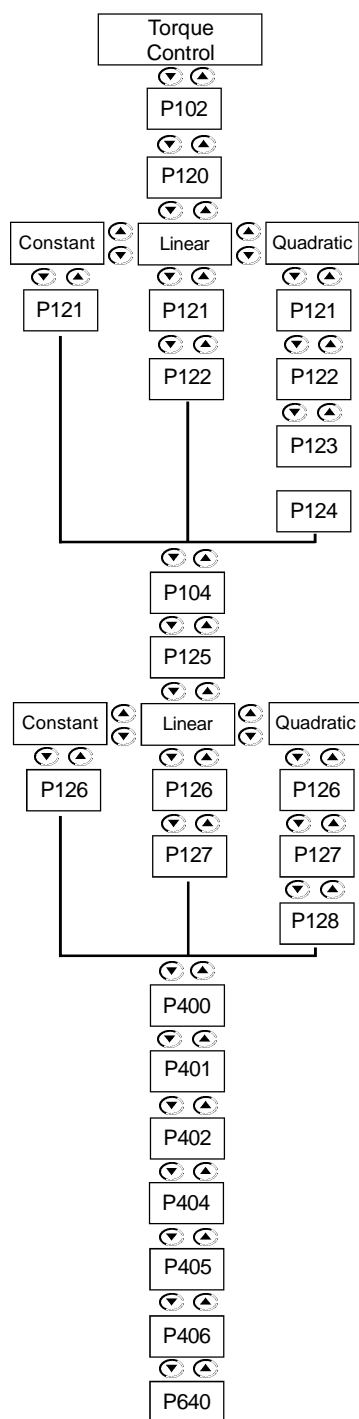 Torque
Control
P102
P120
Constant Linear Quadratic
P121 P121 P121
P122 P122
P123
P124
P104
P125
Constant Linear Quadratic
P126 P126 P126
P127 P127
P128
P400
P401
P402
P404
P405
P406
P640